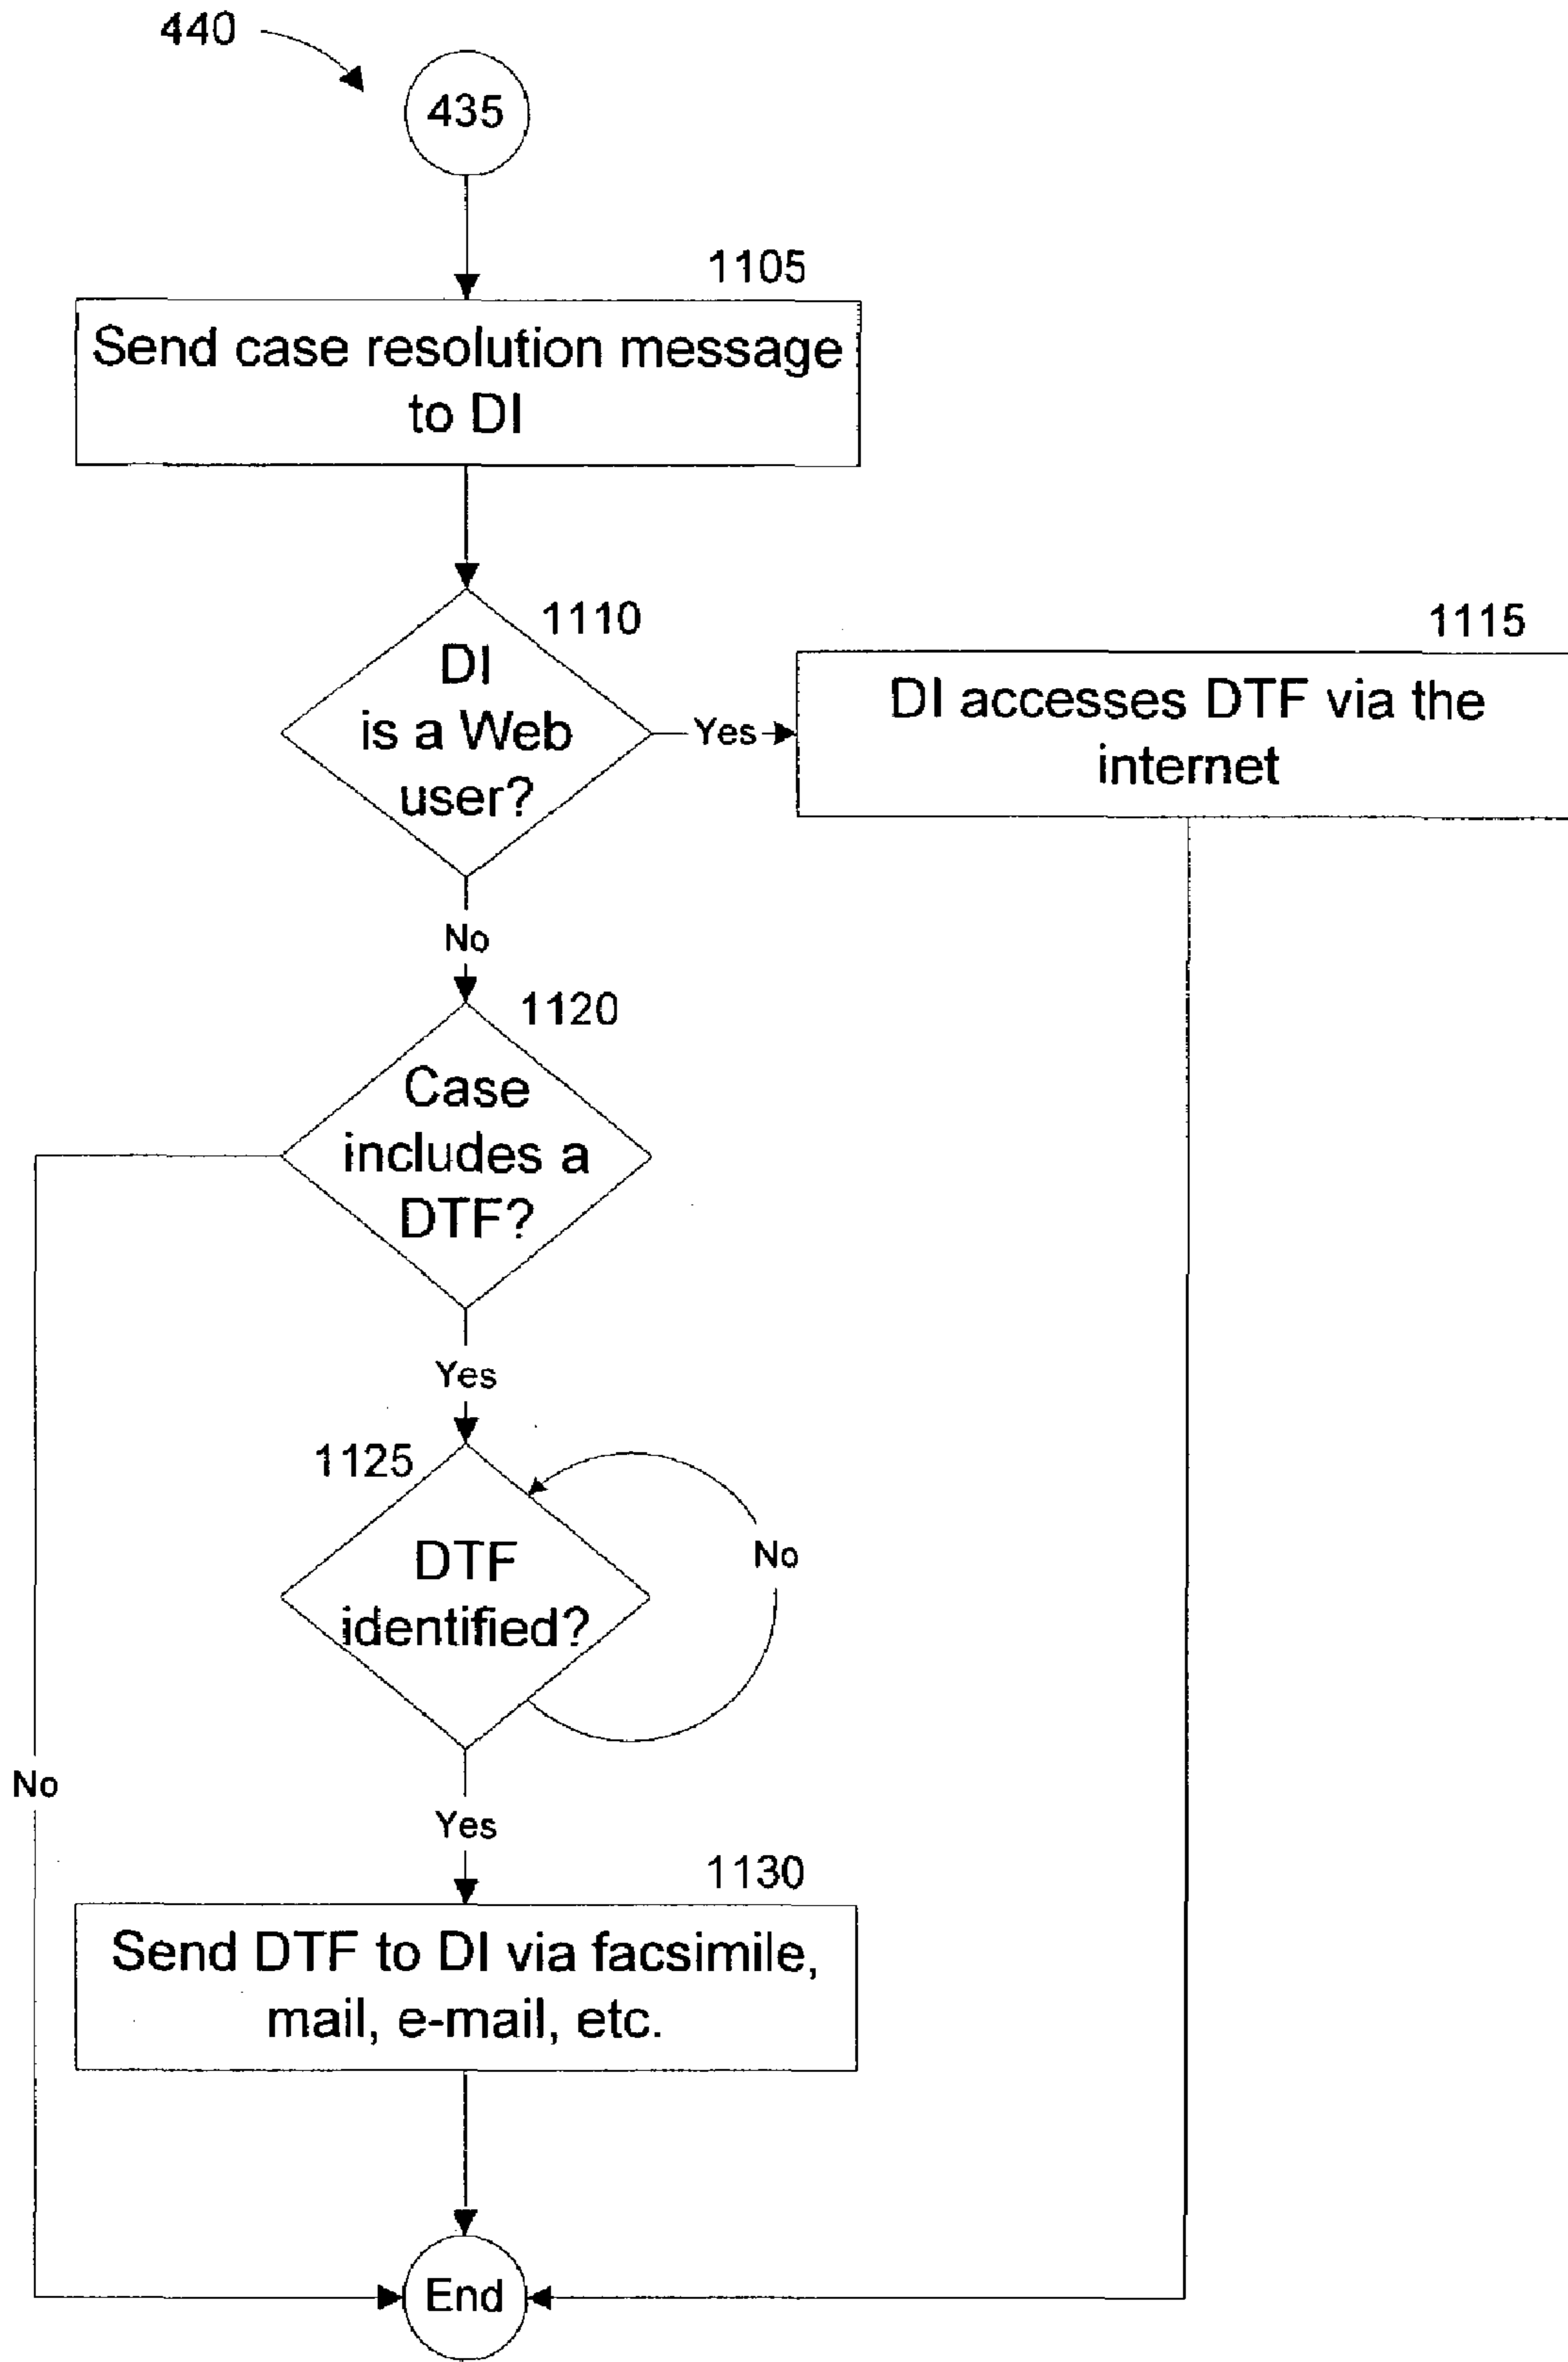 440
435
1105
Send case resolution message
to DI
1110
DI
is a Web
user?
Yes
1115
DI accesses DTF via the
internet
No
1120
Case
includes a
DTF?
Yes
1125
DTF
identified?
No
No
Yes
1130
Send DTF to DI via facsimile,
mail, e-mail, etc.
End